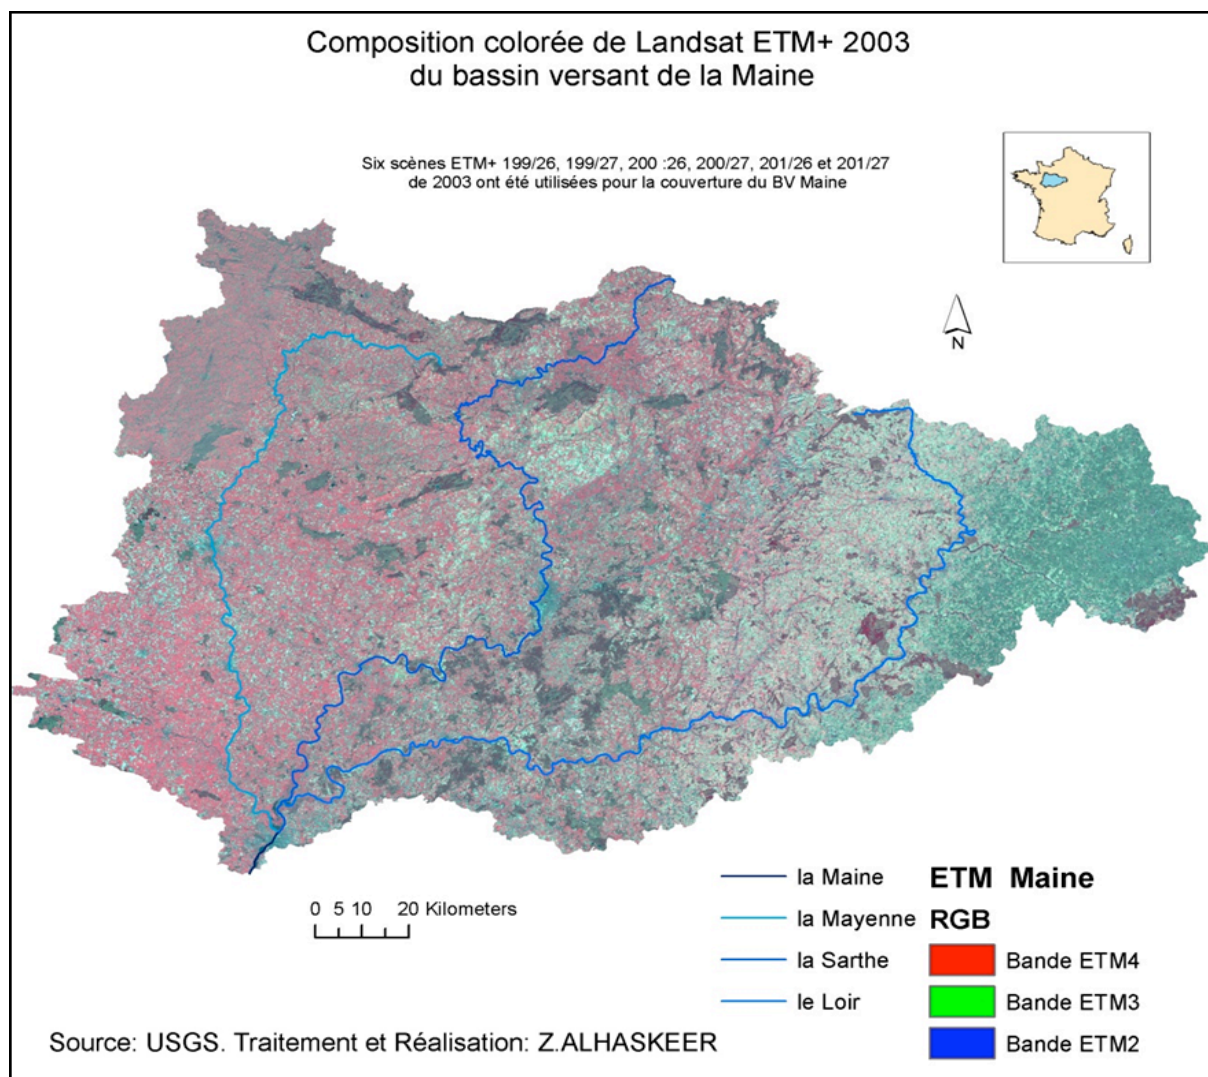 Composition colorée de Landsat ETM+ 2003
du bassin versant de la Maine
Six scènes ETM+ 199/26, 199/27, 200 :26, 200/27, 201/26 et 201/27
de 2003 ont été utilisées pour la couverture du BV Maine
N
la Maine
la Mayenne
la Sarthe
le Loir
ETM Maine
RGB
Bande ETM4
Bande ETM3
Bande ETM2
0 5 10 20 Kilometers
Source: USGS. Traitement et Réalisation: Z.ALHASKEER